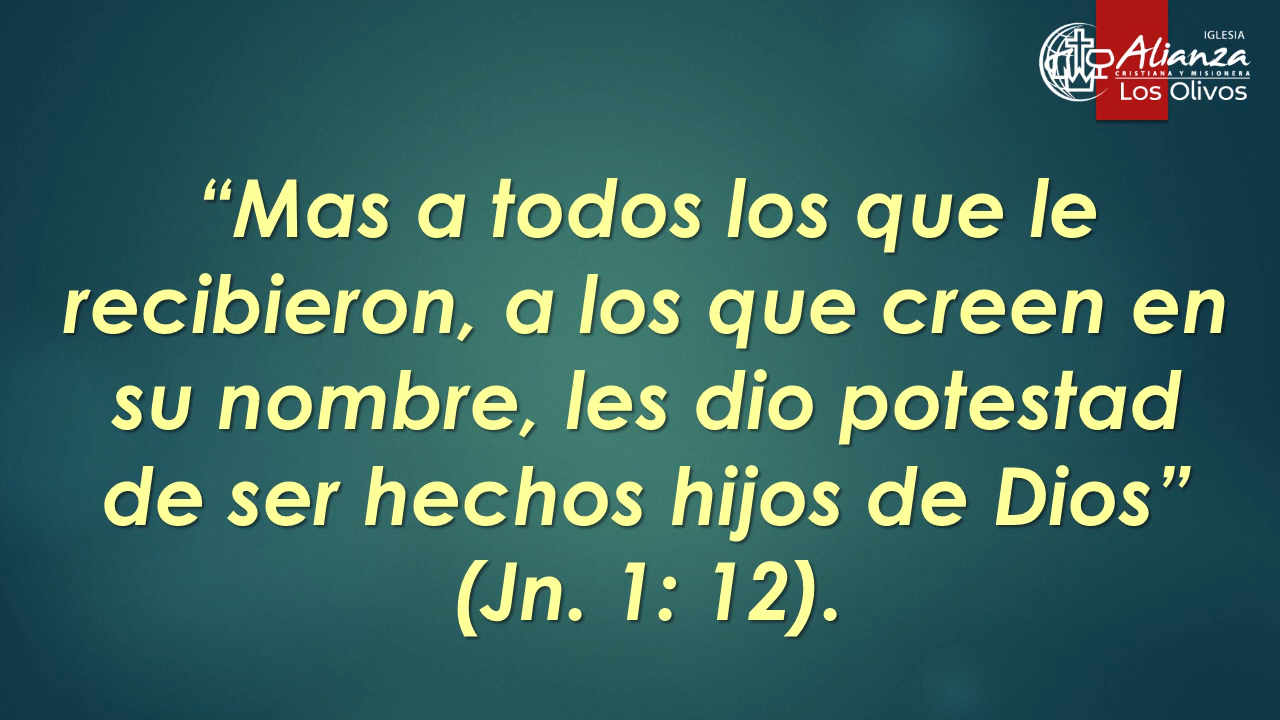 IGLESIA
Alianza
CRISTIANA Y MISIONERA
Los Olivos
“Mas a todos los que le
recibieron, a los que creen en
su nombre, les dio potestad
de ser hechos hijos de Dios”
(Jn. 1: 12).